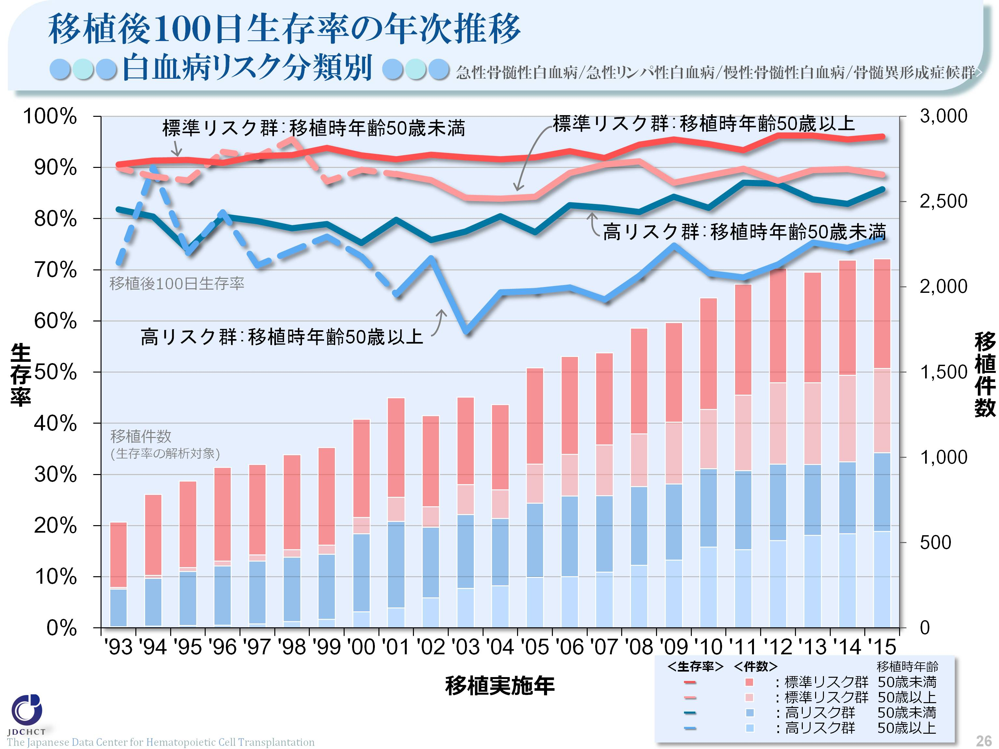 移植後100日生存率の年次推移
白血病リスク分類別 急性骨髄性白血病/急性リンパ性白血病/慢性骨髄性白血病/骨髄異形成症候群
100%
90%
80%
70%
60%
50%
40%
30%
20%
10%
0%
生存率
標準リスク群：移植時年齢50歳未満
標準リスク群：移植時年齢50歳以上
高リスク群：移植時年齢50歳未満
移植後100日生存率
高リスク群：移植時年齢50歳以上
移植件数
(生存率の解析対象)
3,000
2,500
2,000
1,500
1,000
500
0
移植件数
'93 '94 '95 '96 '97 '98 '99 '00 '01 '02 '03 '04 '05 '06 '07 '08 '09 '10 '11 '12 '13 '14 '15
移植実施年
＜生存率＞ ＜件数＞ 移植時年齢
：標準リスク群 50歳未満
：標準リスク群 50歳以上
：高リスク群 50歳未満
：高リスク群 50歳以上
JDCHCT
The Japanese Data Center for Hematopoietic Cell Transplantation
26